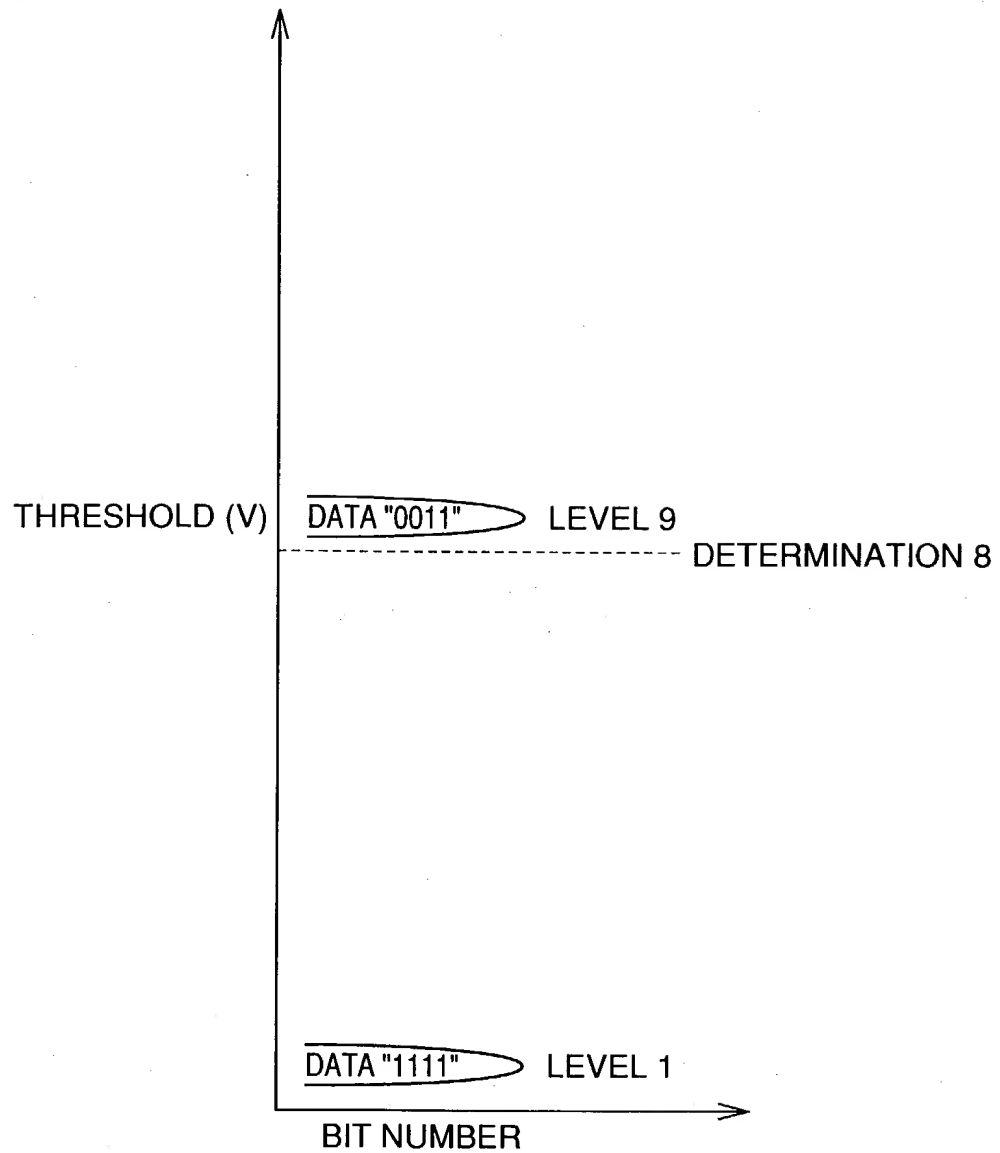 THRESHOLD (V)
DATA "0011"
LEVEL 9
DETERMINATION 8
DATA "1111"
LEVEL 1
BIT NUMBER